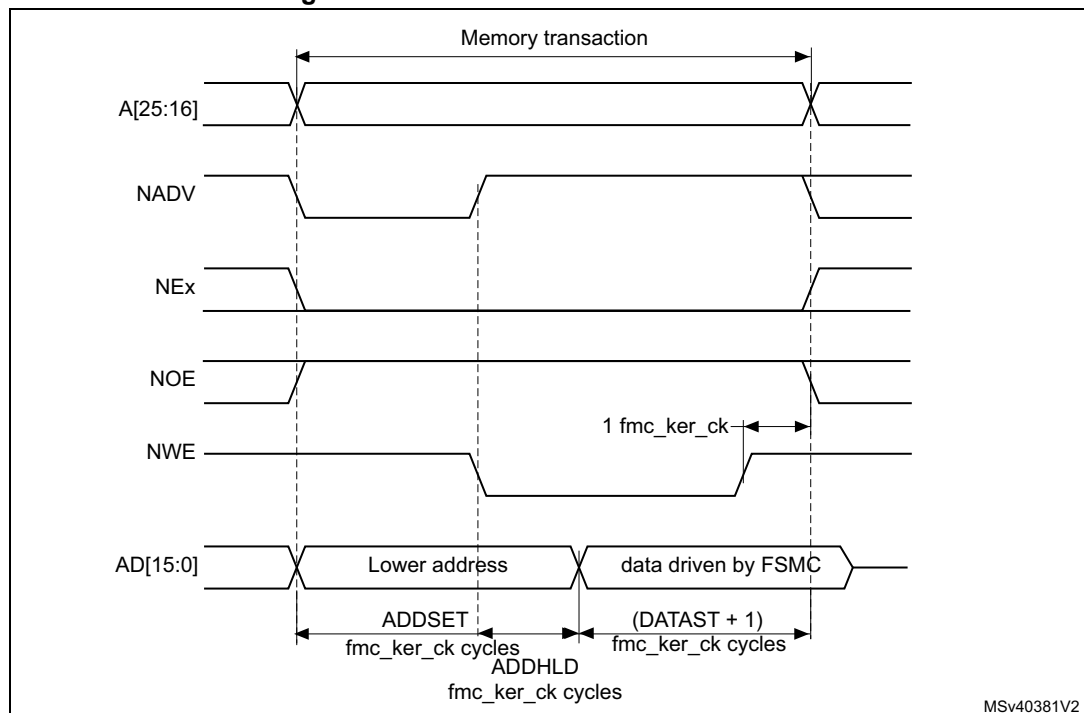 Memory transaction
A[25:16]
NADV
NEx
NOE
1 fmc_ker_ck
NWE
AD[15:0]
Lower address
data driven by FSMC
ADDSET
(DATAST + 1)
fmc_ker_ck cycles
fmc_ker_ck cycles
ADDHLD
fmc_ker_ck cycles
MSv40381V2